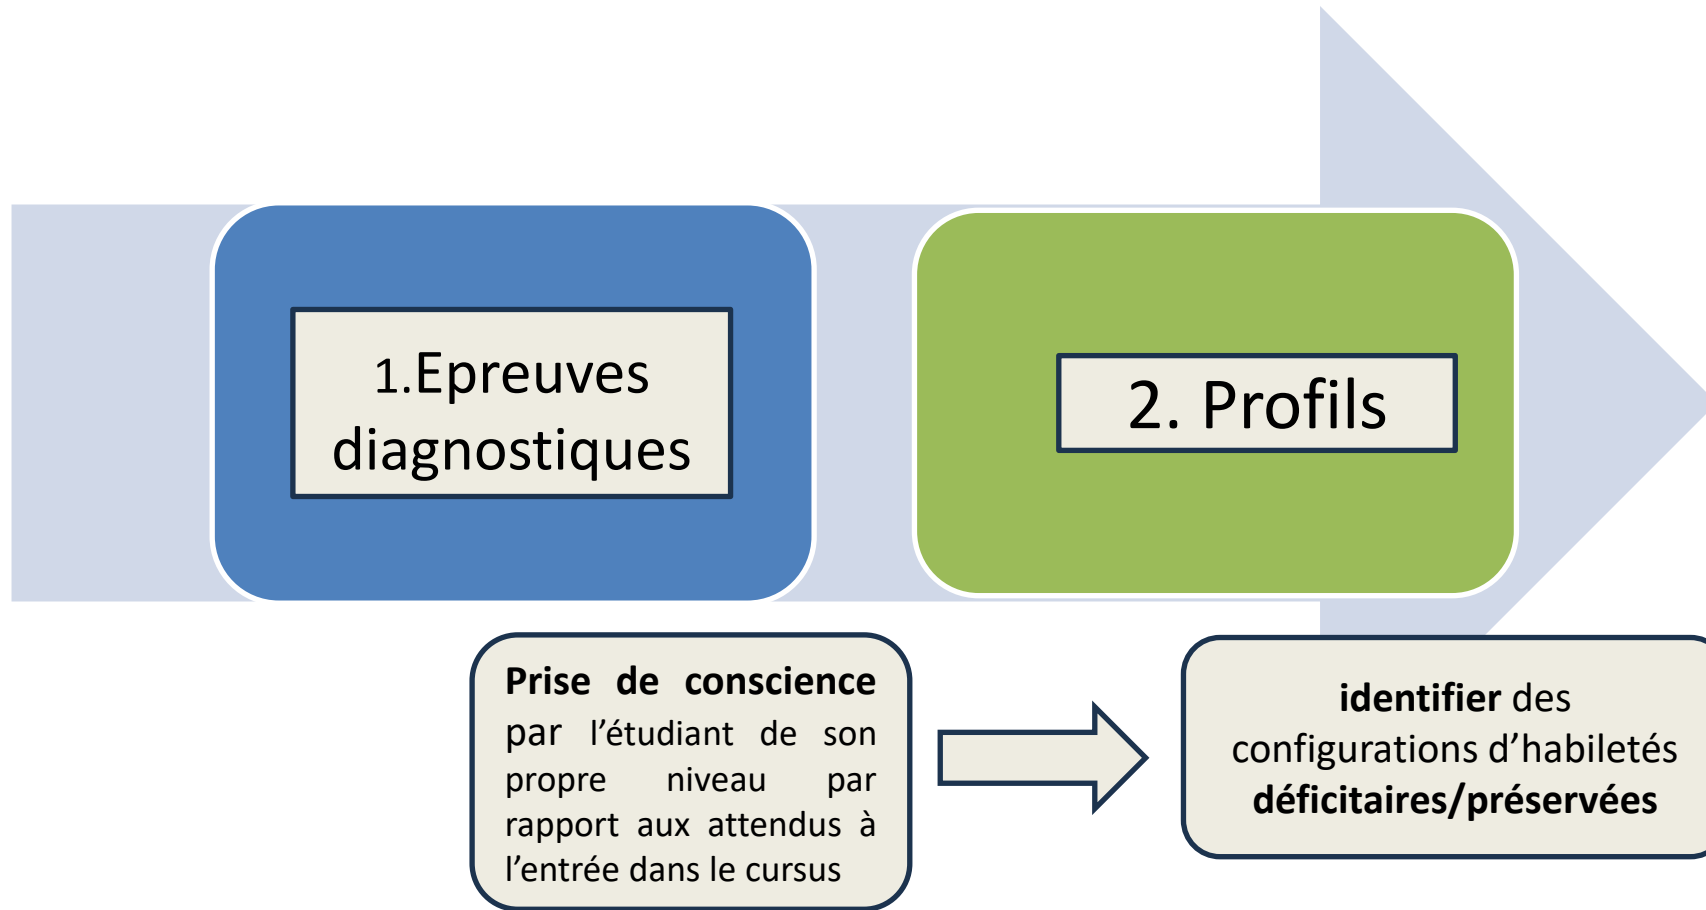 1.Epreuves
diagnostiques
2. Profils
Prise de conscience
par l’étudiant de son
propre niveau par
rapport aux attendus à
l’entrée dans le cursus
identifier des
configurations d’habiletés
déficitaires/préservées